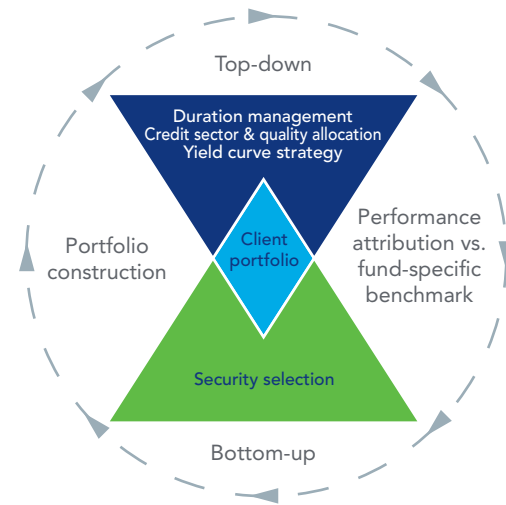 Top-down
Duration management
Credit sector & quality allocation
Yield curve strategy
Client
portfolio
Portfolio
construction
Performance
attribution vs.
fund-specific
benchmark
Security selection
Bottom-up